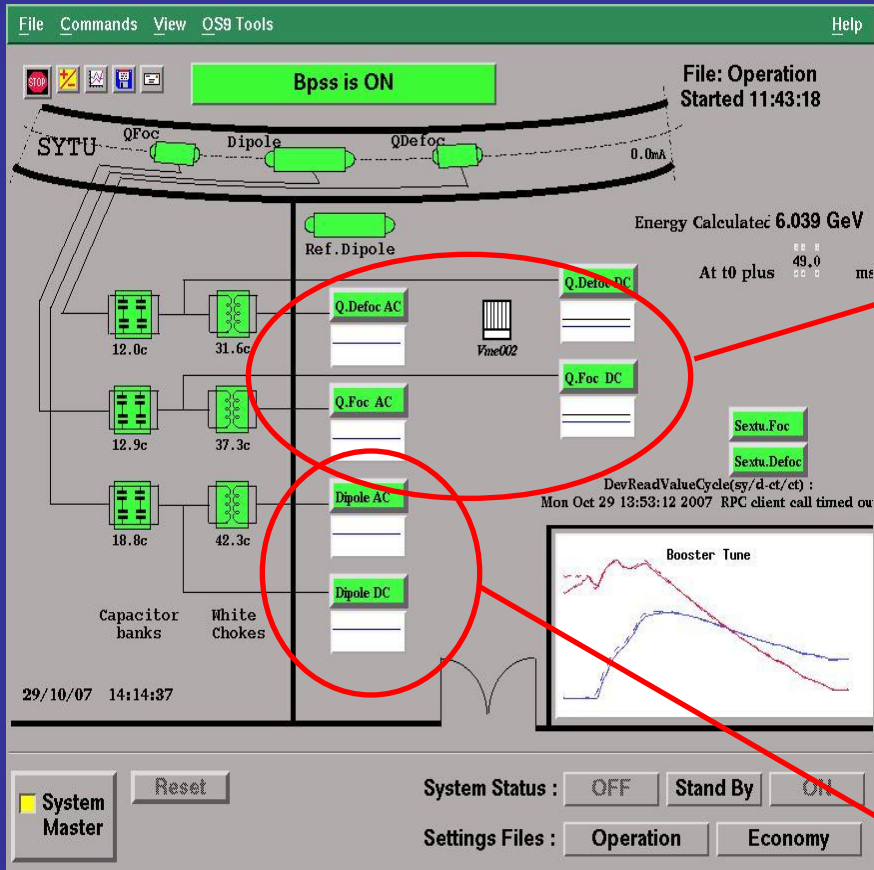 File Commands View OS9 Tools Help
STOP
Bpss is ON
File: Operation
Started 11:43:18
SYTU
QFoc
Dipole
QDefoc
0.0mA
Ref.Dipole
Energy Calculated 6.039 GeV
At t0 plus 49.0 ms
Q.Defoc AC
Q.Defoc DC
12.0c
31.6c
Vme002
Q.Foc AC
Q.Foc DC
12.9c
37.3c
Sextu.Foc
Sextu.Defoc
Dipole AC
DevReadValueCycle(sy/d-ct/ct) :
Mon Oct 29 13:53:12 2007 RPC client call timed ou
18.8c
42.3c
Booster Tune
Dipole DC
Capacitor
banks
White
Chokes
29/10/07 14:14:37
System
Master
Reset
System Status : OFF Stand By ON
Settings Files : Operation Economy